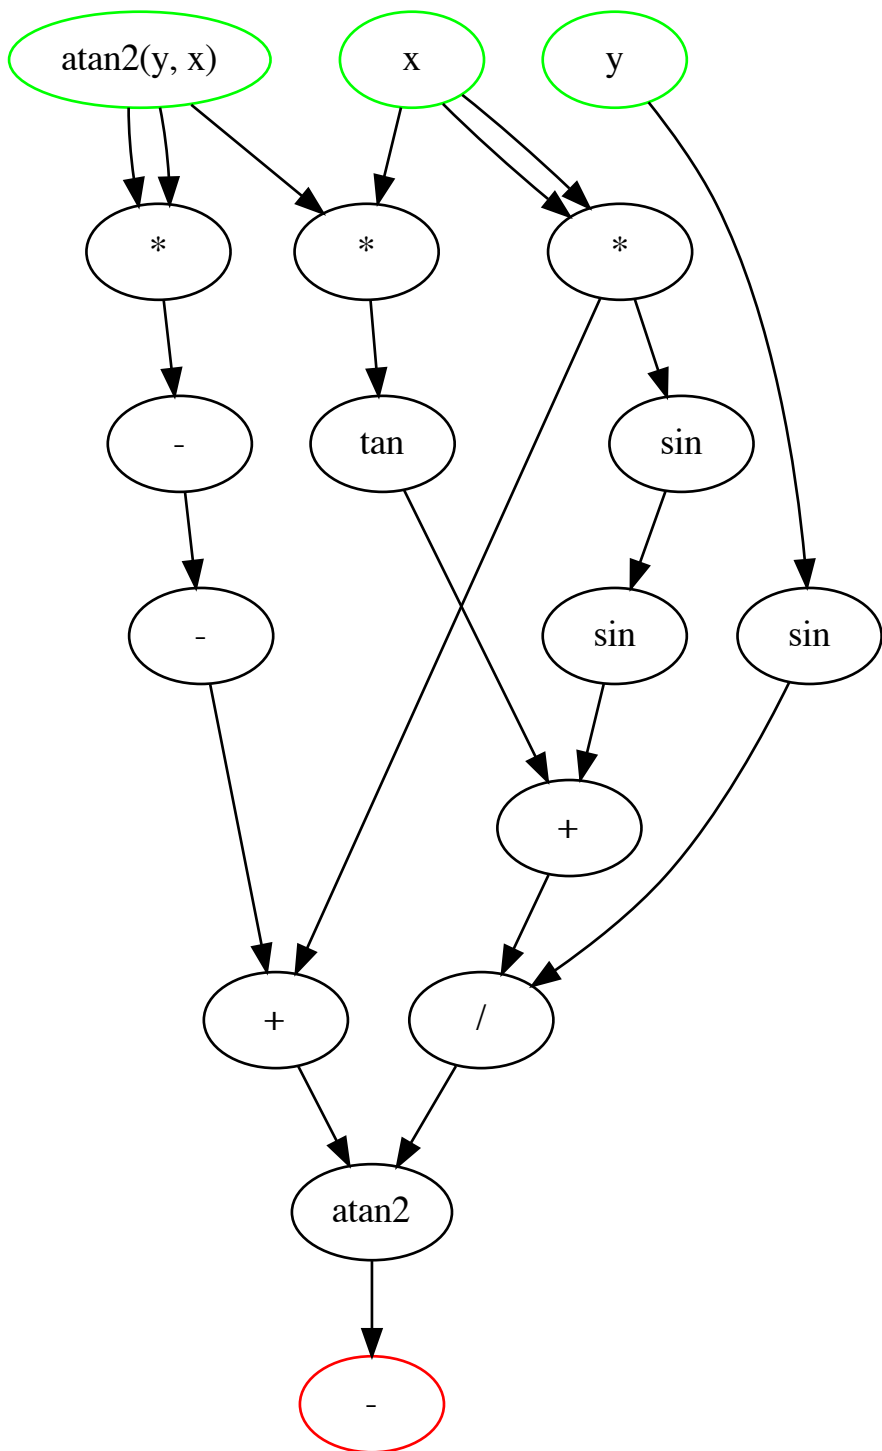 atan2(y, x)
x
y
*
*
*
-
tan
sin
-
sin
sin
+
+
/
atan2
-